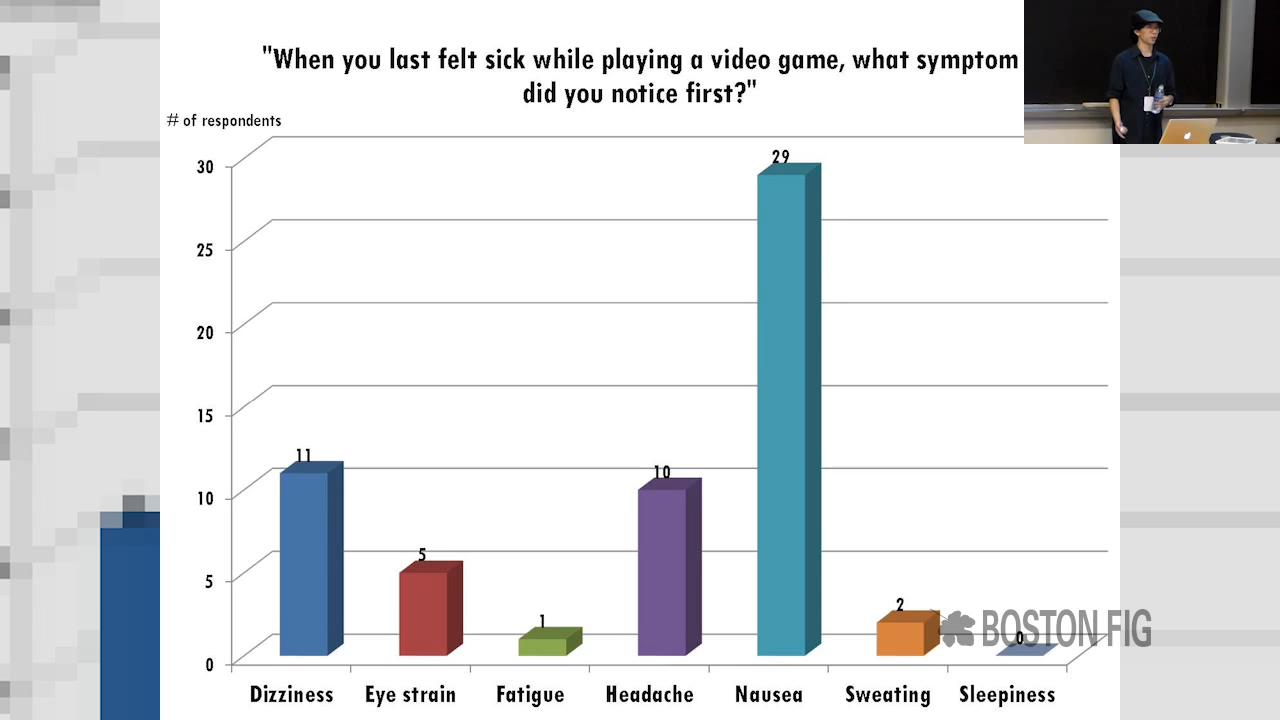 "When you last felt sick while playing a video game, what symptom
did you notice first?"
# of respondents
30
25
20
15
10
5
0
11
5
1
10
29
2
0
Dizziness
Eye strain
Fatigue
Headache
Nausea
Sweating
Sleepiness
BOSTON FIG